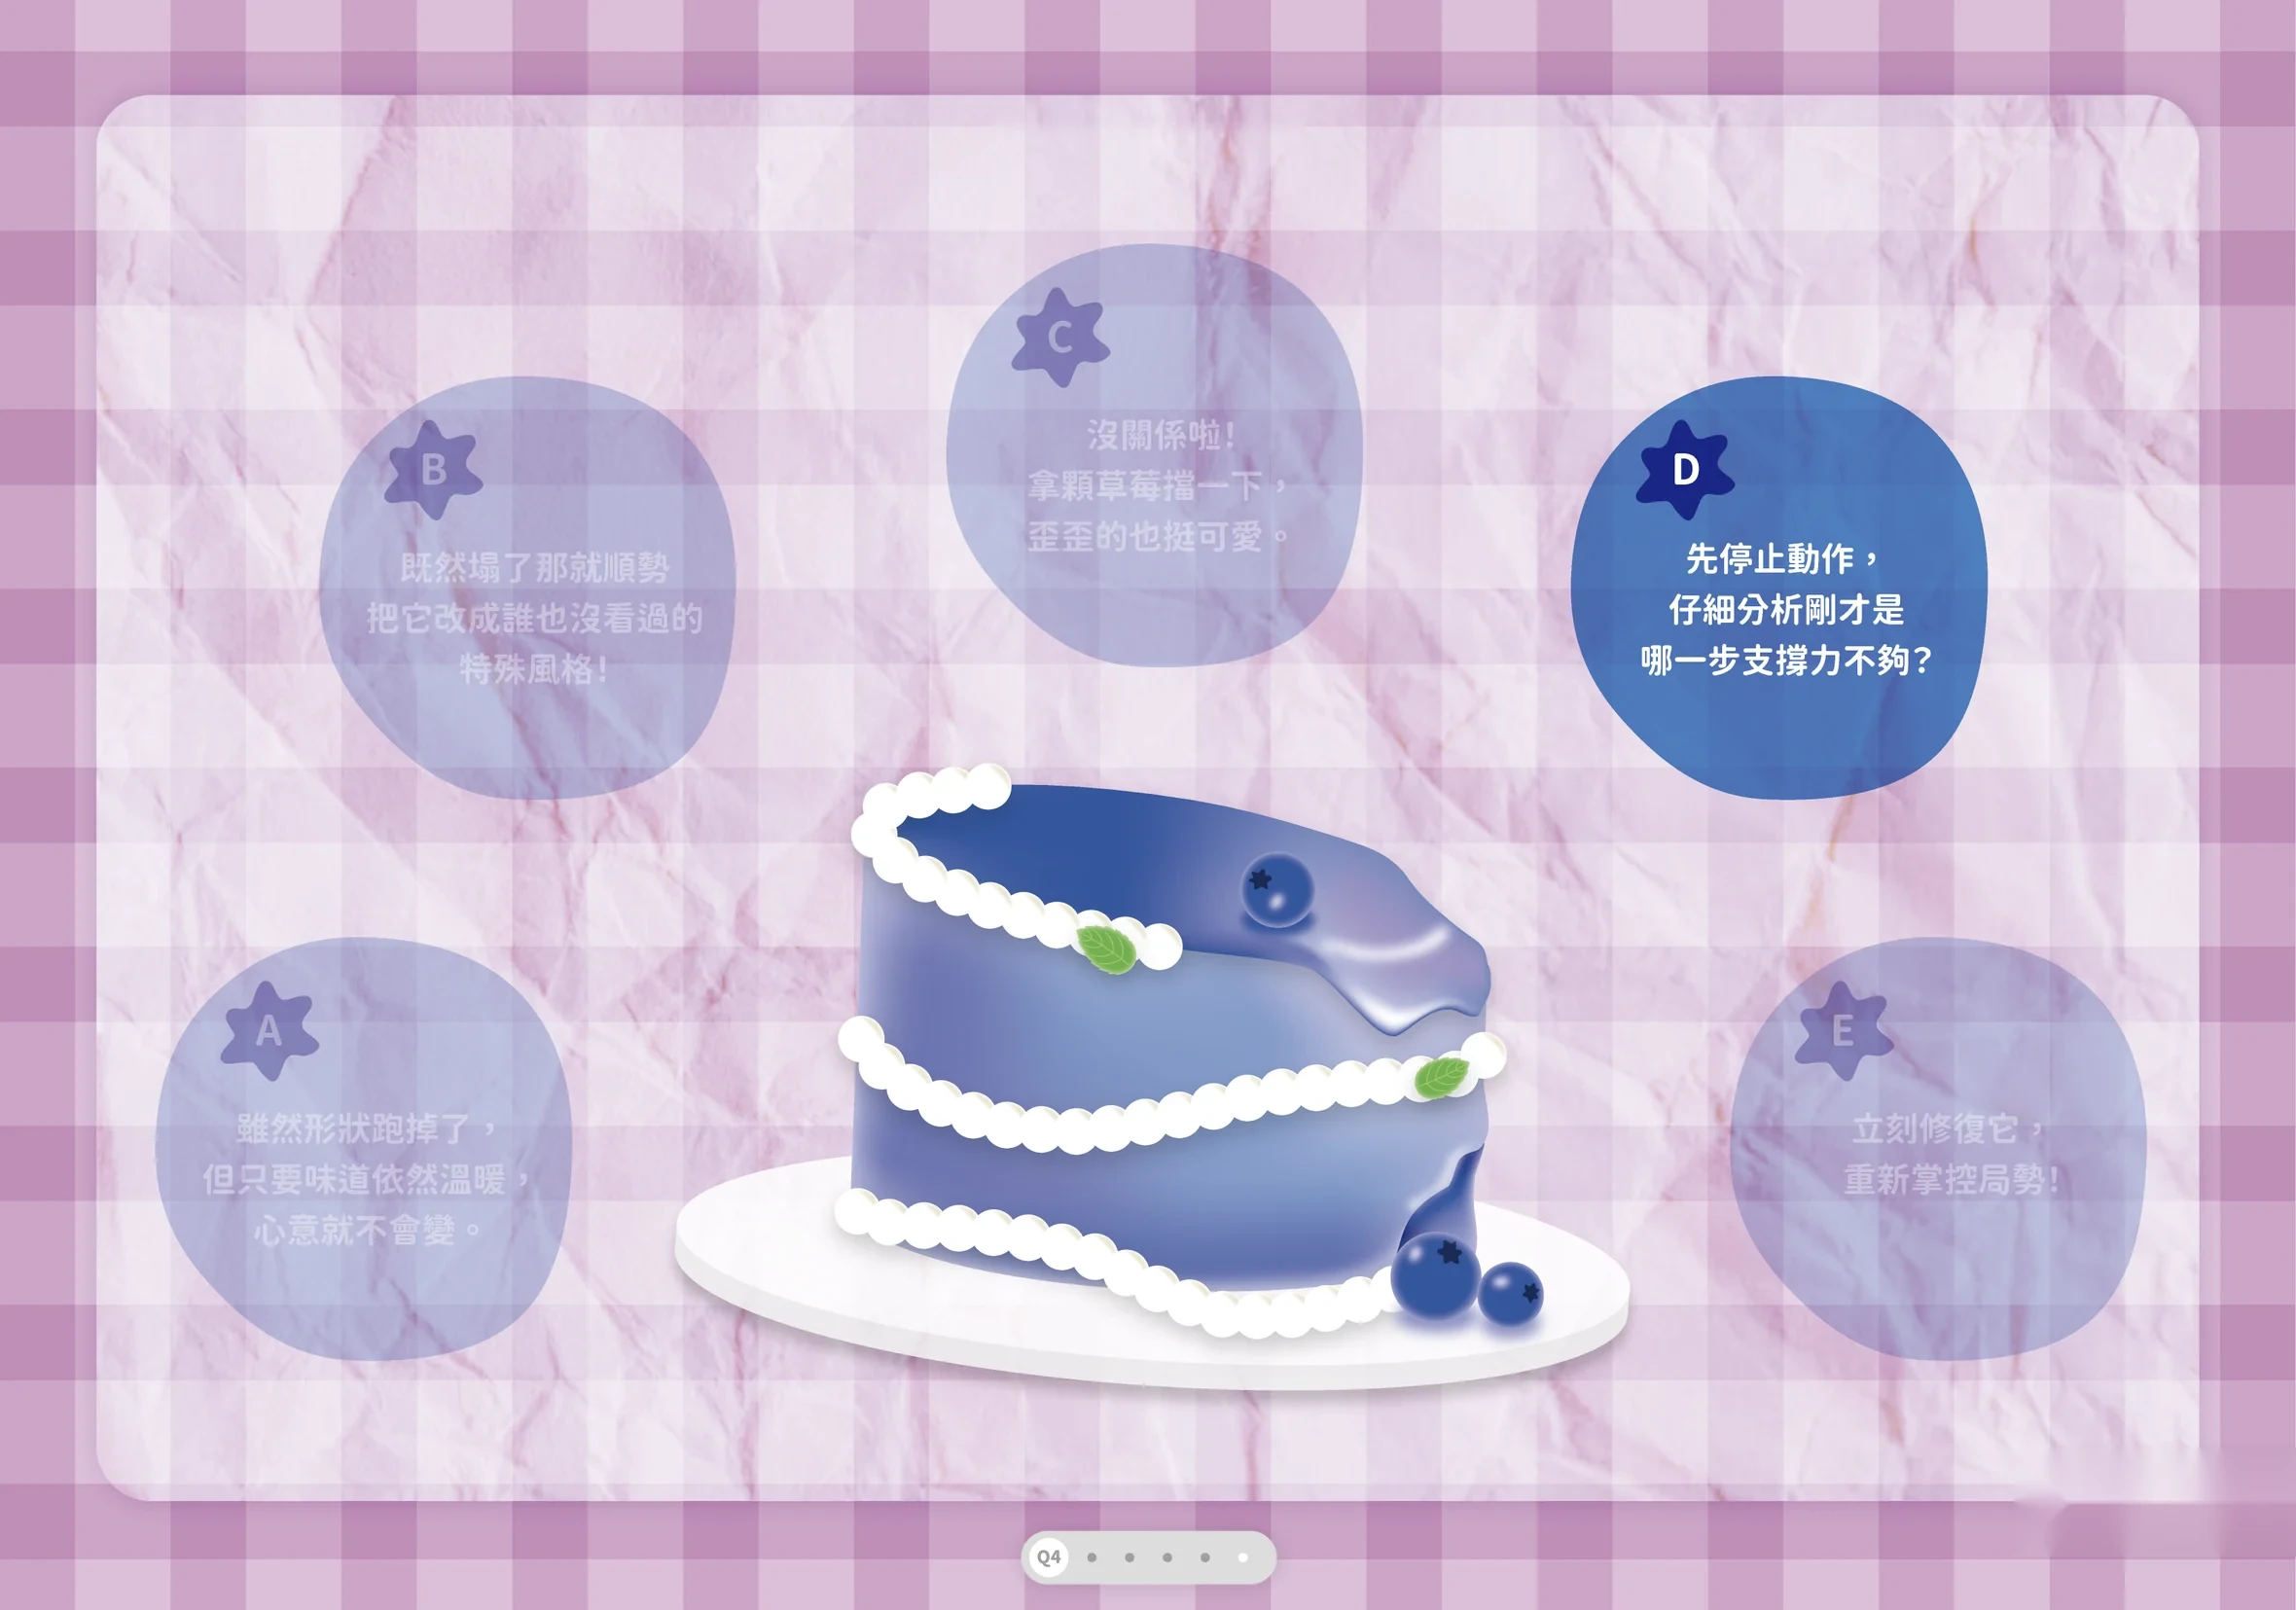 A
雖然形狀跑掉了，
但只要味道依然溫暖，
心意就不會變。
B
既然塌了那就順勢
把它改成誰也沒看過的
特殊風格！
C
沒關係啦！
拿顆草莓擋一下，
歪歪的也挺可愛。
D
先停止動作，
仔細分析剛才是
哪一步支撐力不夠？
E
立刻修復它，
重新掌控局勢！
Q4